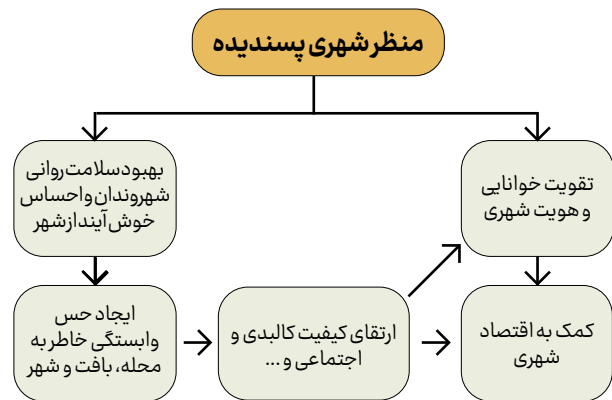 منظر شهری پسندیده
بهبود سلامت روانی
شهروندان و احساس
خوش‌آیند از شهر
تقویت خوانایی
و هویت شهری
ایجاد حس
وابستگی خاطر به
محله، بافت و شهر
ارتقای کیفیت کالبدی و
اجتماعی و ...
کمک به اقتصاد
شهری